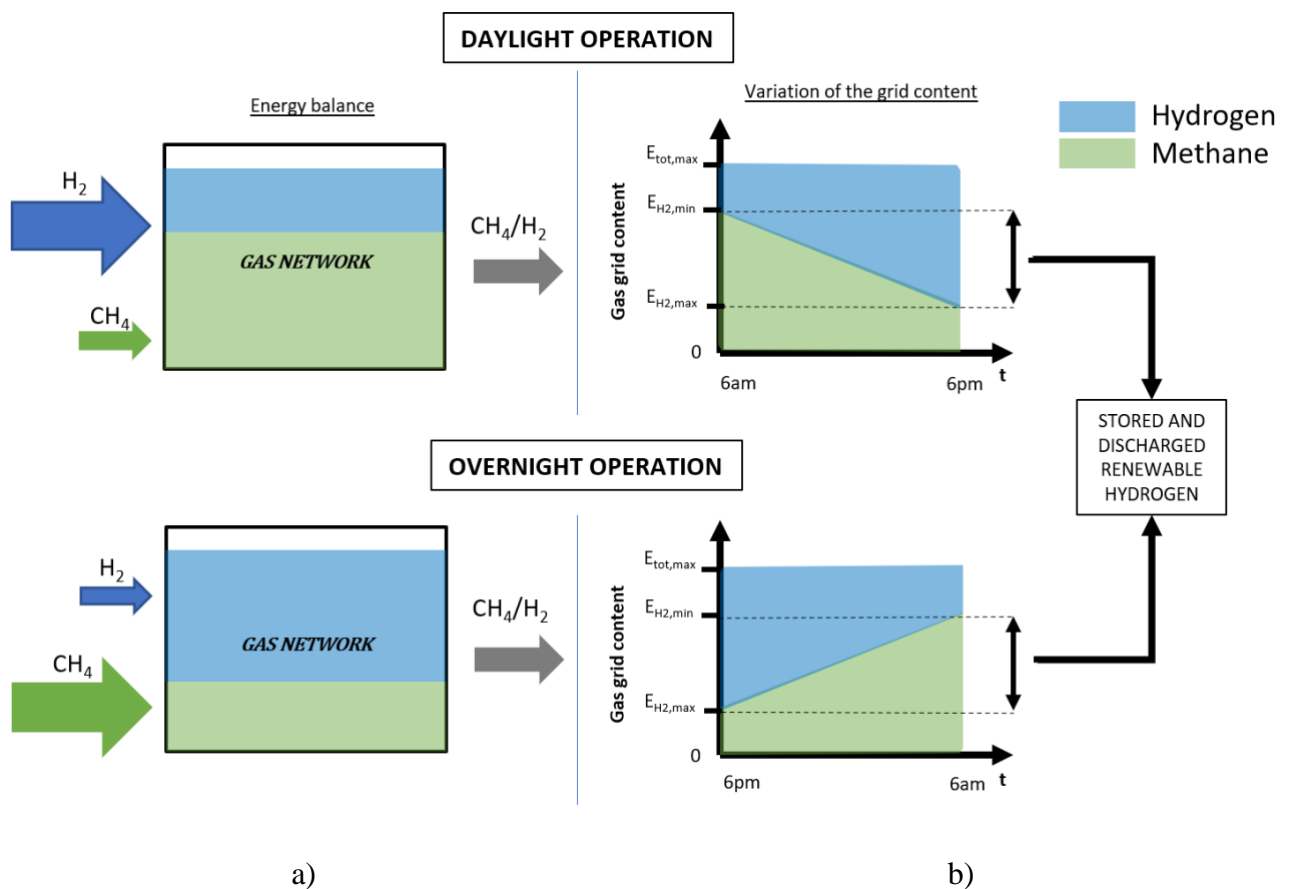 DAYLIGHT OPERATION
Energy balance
Variation of the grid content
Hydrogen
Methane
H2
CH4
GAS NETWORK
CH4/H2
Gas grid content
Etot,max
EH2,min
EH2,max
0
6am
6pm
t
STORED AND
DISCHARGED
RENEWABLE
HYDROGEN
OVERNIGHT OPERATION
H2
CH4
GAS NETWORK
CH4/H2
Gas grid content
Etot,max
EH2,min
EH2,max
0
6pm
6am
t
a)
b)